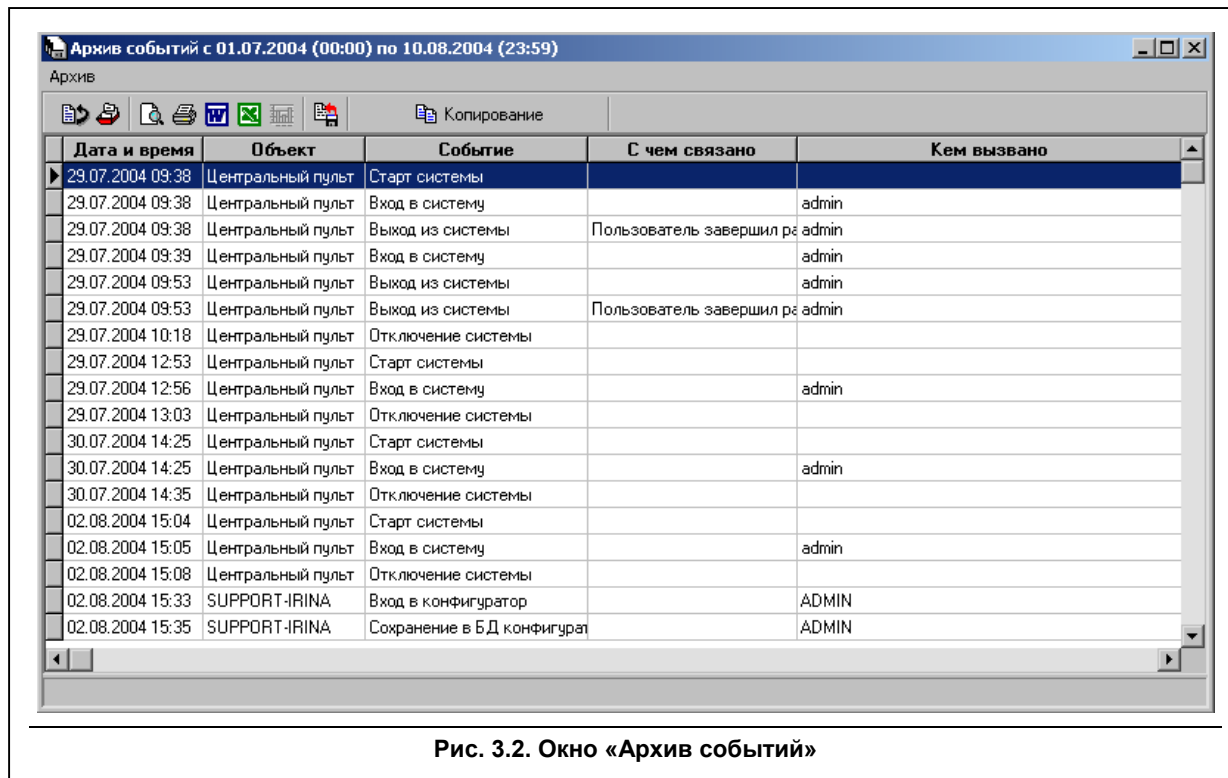 Архив событий с 01.07.2004 (00:00) по 10.08.2004 (23:59)
Архив
Копирование
Дата и время Объект Событие С чем связано Кем вызвано
29.07.2004 09:38 Центральный пульт Старт системы
29.07.2004 09:38 Центральный пульт Вход в систему admin
29.07.2004 09:38 Центральный пульт Выход из системы Пользователь завершил ра admin
29.07.2004 09:39 Центральный пульт Вход в систему admin
29.07.2004 09:53 Центральный пульт Выход из системы admin
29.07.2004 09:53 Центральный пульт Выход из системы Пользователь завершил ра admin
29.07.2004 10:18 Центральный пульт Отключение системы
29.07.2004 12:53 Центральный пульт Старт системы
29.07.2004 12:56 Центральный пульт Вход в систему admin
29.07.2004 13:03 Центральный пульт Отключение системы
30.07.2004 14:25 Центральный пульт Старт системы
30.07.2004 14:25 Центральный пульт Вход в систему admin
30.07.2004 14:35 Центральный пульт Отключение системы
02.08.2004 15:04 Центральный пульт Старт системы
02.08.2004 15:05 Центральный пульт Вход в систему admin
02.08.2004 15:08 Центральный пульт Отключение системы
02.08.2004 15:33 SUPPORT-IRINA Вход в конфигуратор ADMIN
02.08.2004 15:35 SUPPORT-IRINA Сохранение в БД конфигурат ADMIN
Рис. 3.2. Окно «Архив событий»